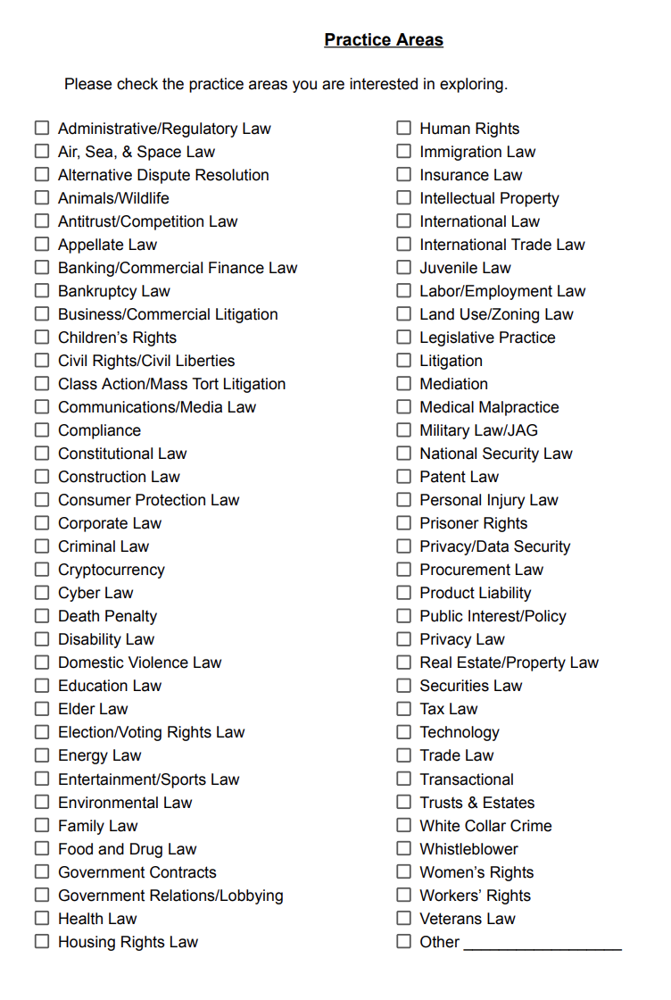 Practice Areas
Please check the practice areas you are interested in exploring.
Administrative/Regulatory Law
Air, Sea, & Space Law
Alternative Dispute Resolution
Animals/Wildlife
Antitrust/Competition Law
Appellate Law
Banking/Commercial Finance Law
Bankruptcy Law
Business/Commercial Litigation
Children’s Rights
Civil Rights/Civil Liberties
Class Action/Mass Tort Litigation
Communications/Media Law
Compliance
Constitutional Law
Construction Law
Consumer Protection Law
Corporate Law
Criminal Law
Cryptocurrency
Cyber Law
Death Penalty
Disability Law
Domestic Violence Law
Education Law
Elder Law
Election/Voting Rights Law
Energy Law
Entertainment/Sports Law
Environmental Law
Family Law
Food and Drug Law
Government Contracts
Government Relations/Lobbying
Health Law
Housing Rights Law
Human Rights
Immigration Law
Insurance Law
Intellectual Property
International Law
International Trade Law
Juvenile Law
Labor/Employment Law
Land Use/Zoning Law
Legislative Practice
Litigation
Mediation
Medical Malpractice
Military Law/JAG
National Security Law
Patent Law
Personal Injury Law
Prisoner Rights
Privacy/Data Security
Procurement Law
Product Liability
Public Interest/Policy
Privacy Law
Real Estate/Property Law
Securities Law
Tax Law
Technology
Trade Law
Transactional
Trusts & Estates
White Collar Crime
Whistleblower
Women’s Rights
Workers’ Rights
Veterans Law
Other __________________